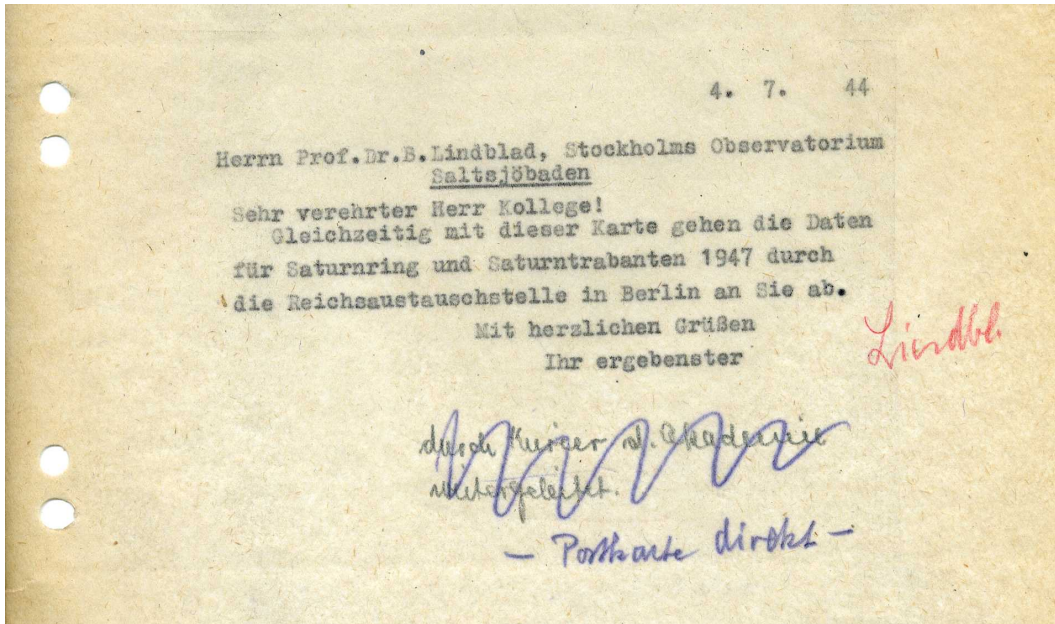 4. 7. 44
Herrn Prof.Dr.B.Lindblad, Stockholms Observatorium
Saltsjöbaden
Sehr verehrter Herr Kollege!
Gleichzeitig mit dieser Karte gehen die Daten
für Saturnring und Saturntrabanten 1947 durch
die Reichsaustauschstelle in Berlin an Sie ab.
Mit herzlichen Grüßen
Ihr ergebenster
Lindbl.
durch Kurier d. Akademie
weitergeleitet.
- Postkarte direkt -